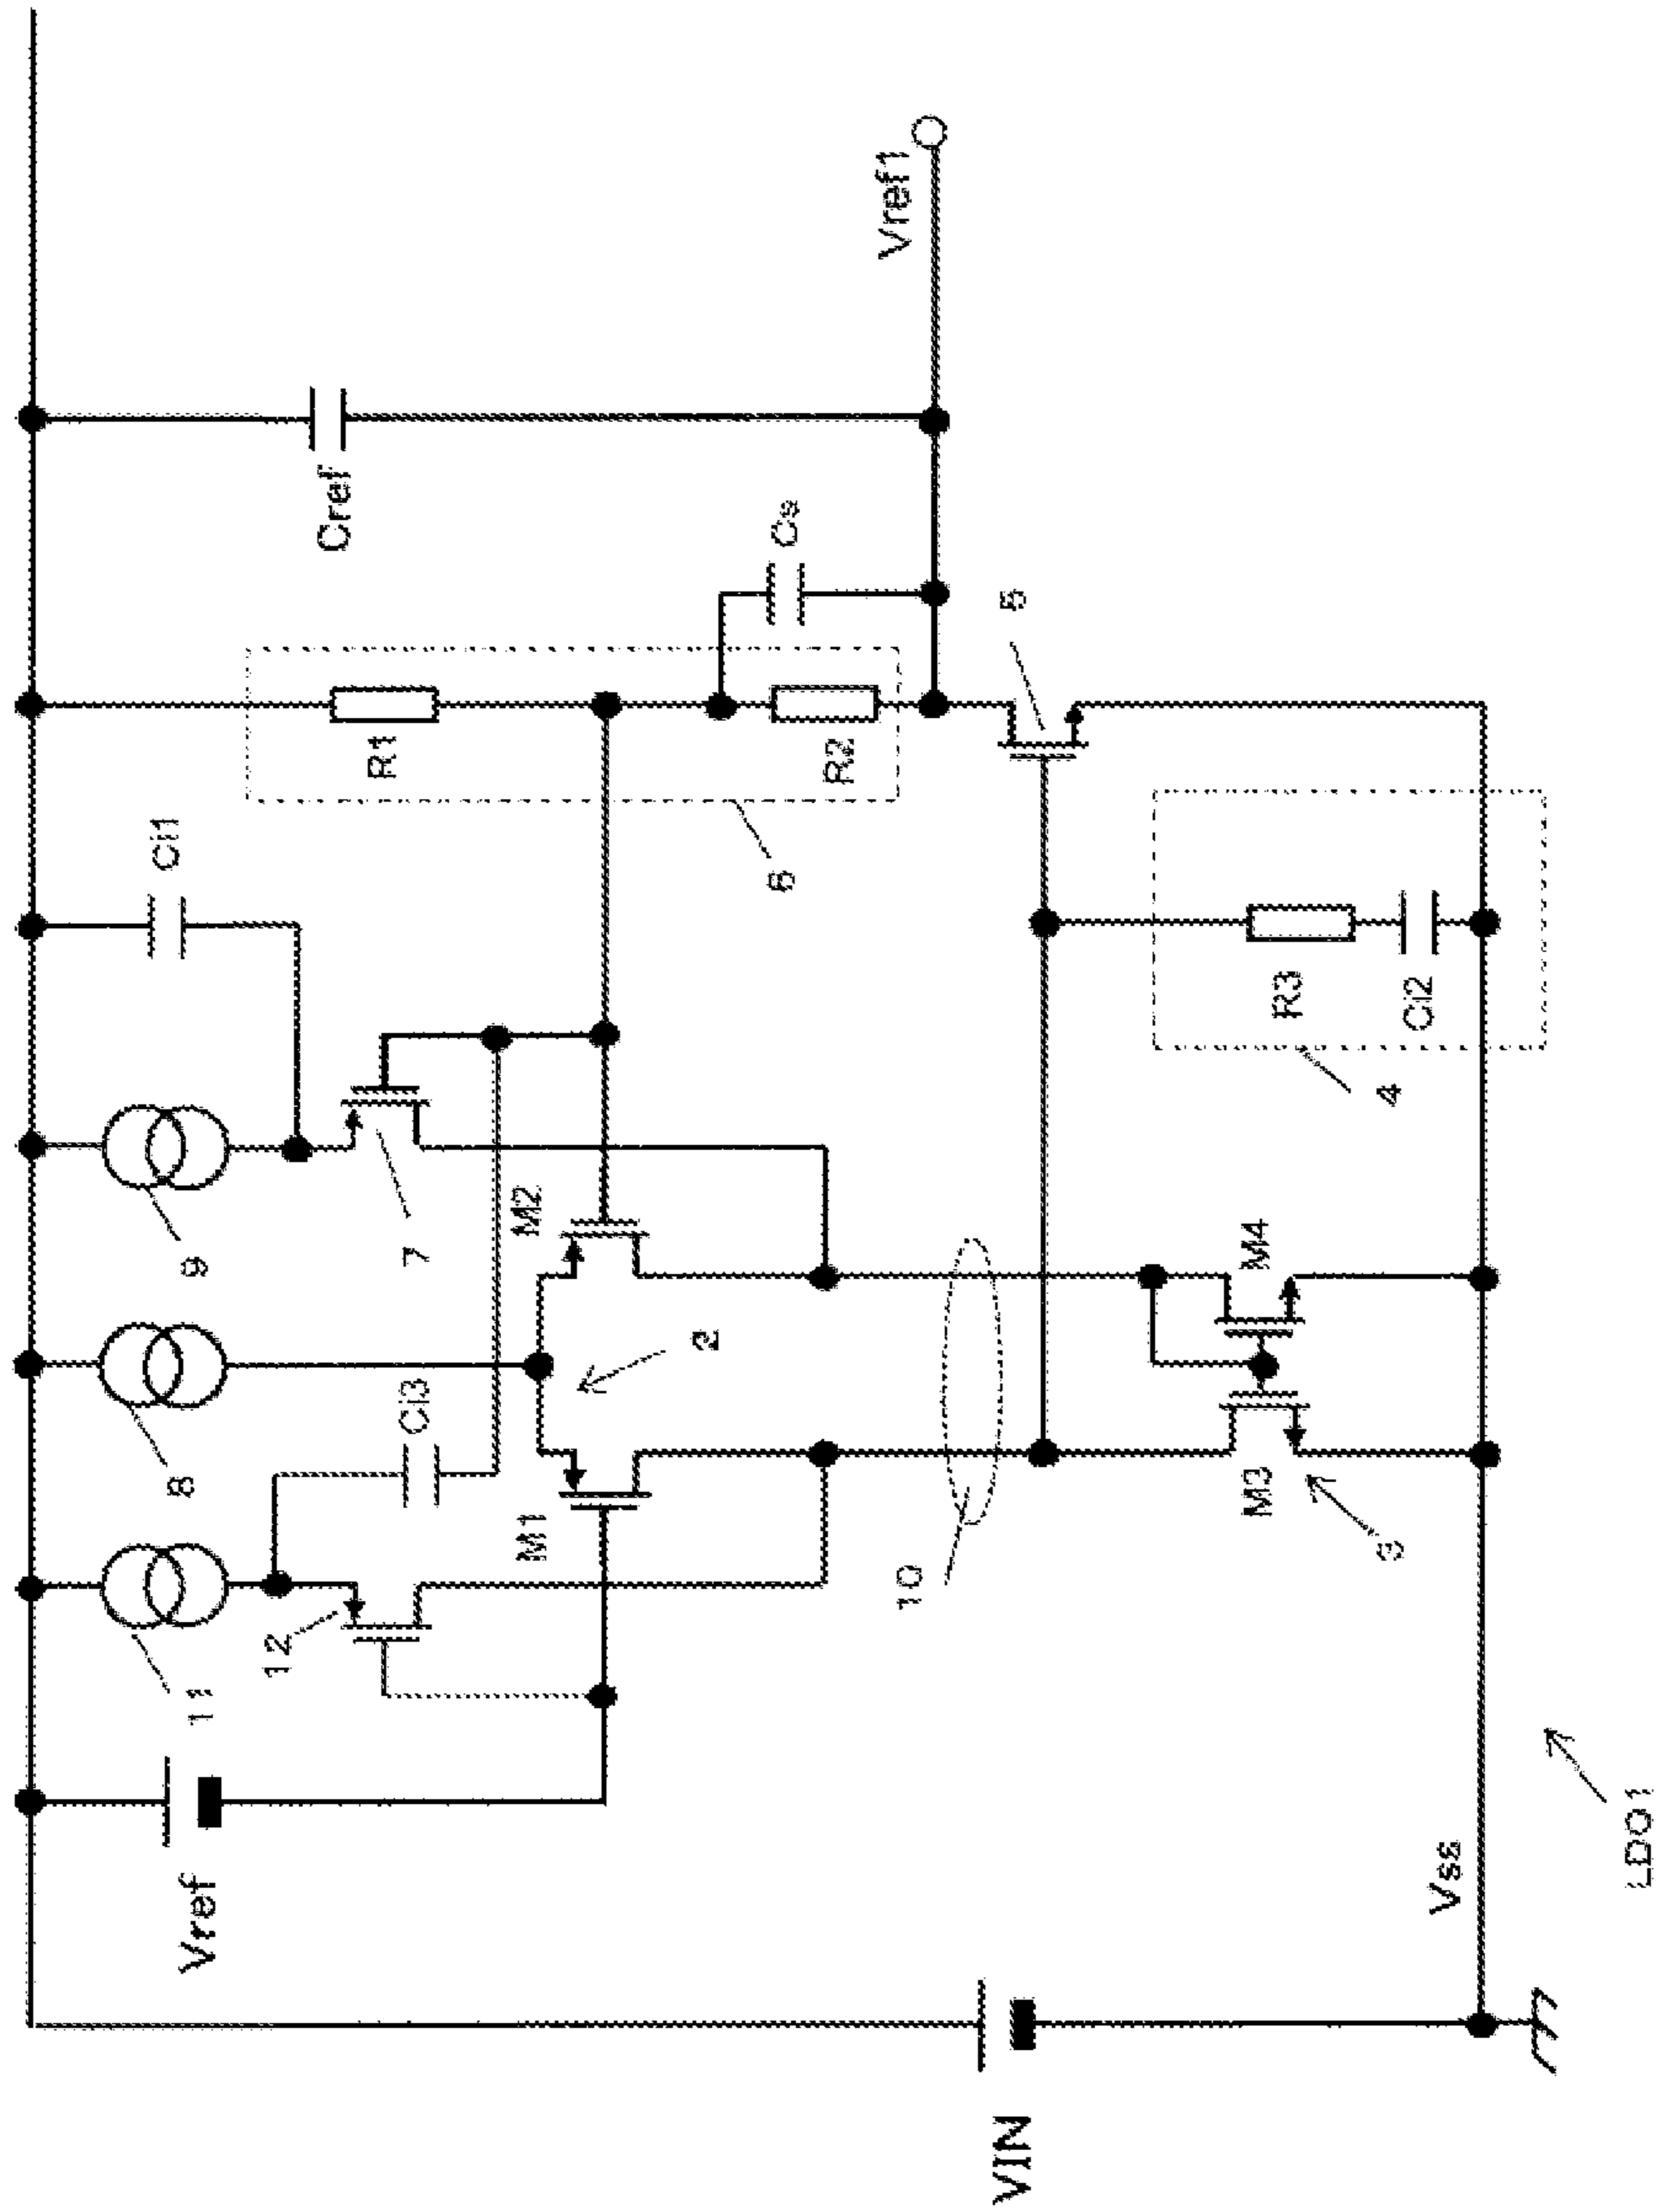 VIN
Vref
Vss
LDO1
11
12
Ci3
8
M1
2
10
M3
3
9
7
M2
M4
Ci1
R1
6
R2
R3
Ci2
4
5
Cref
Cs
Vref1